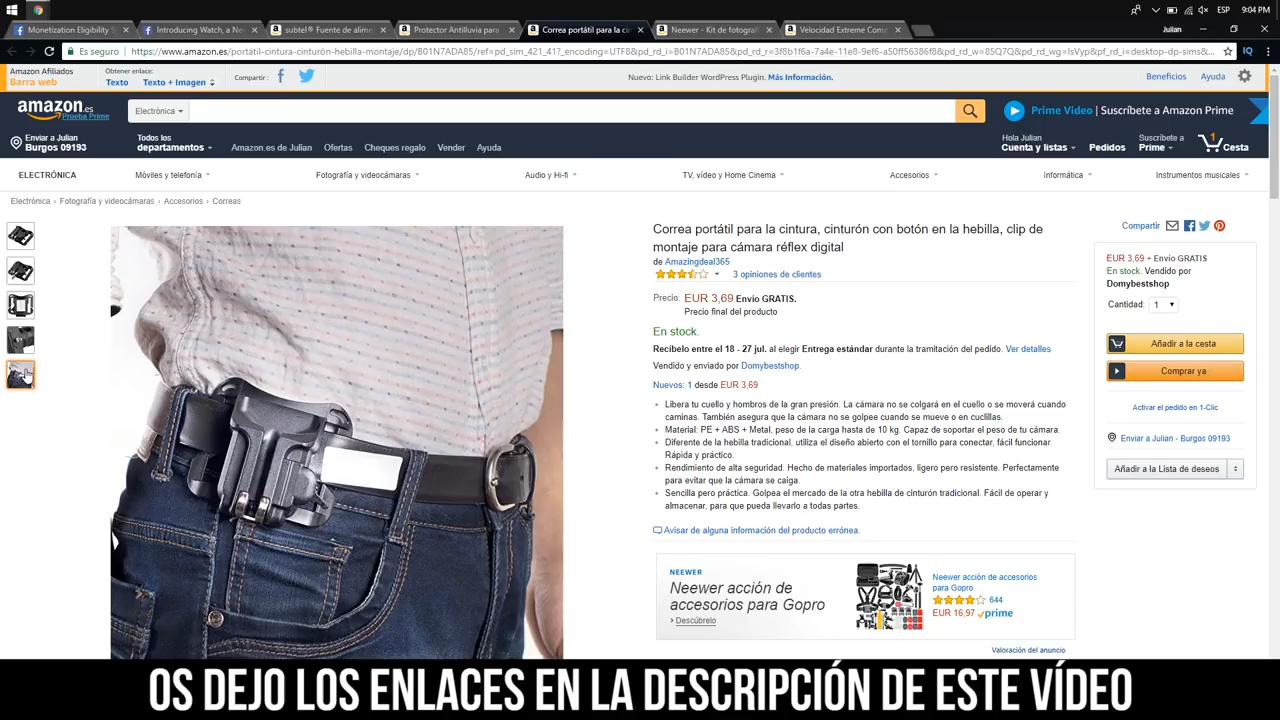 ESP 9:04 PM
Monetization Eligibility S
Introducing Watch, a Ne
subtel® Fuente de alime
Protector Antilluvia para
Correa portátil para la ci
Neewer - Kit de fotograf
Velocidad Extreme Com
Es seguro
https://www.amazon.es/portátil-cintura-cinturón-hebilla-montaje/dp/B01N7ADA85/
Amazon Afiliados
Barra web
Obtener enlace:
Texto Texto + Imagen
Compartir :
Nuevo: Link Builder WordPress Plugin. Más Información.
Beneficios Ayuda
amazon.es
Prueba Prime
Electrónica
Prime Video | Suscríbete a Amazon Prime
Enviar a Julian
Burgos 09193
Todos los
departamentos
Amazon.es de Julian Ofertas Cheques regalo Vender Ayuda
Hola Julian
Cuenta y listas
Pedidos
Suscríbete a
Prime
1
Cesta
ELECTRÓNICA Móviles y telefonía Fotografía y videocámaras Audio y Hi-fi TV, vídeo y Home Cinema Accesorios Informática Instrumentos musicales
Electrónica › Fotografía y videocámaras › Accesorios › Correas
Correa portátil para la cintura, cinturón con botón en la hebilla, clip de
montaje para cámara réflex digital
de Amazingdeal365
3 opiniones de clientes
Precio: EUR 3,69 Envío GRATIS.
Precio final del producto
En stock.
Recíbelo entre el 18 - 27 jul. al elegir Entrega estándar durante la tramitación del pedido. Ver detalles
Vendido y enviado por Domybestshop.
Nuevos: 1 desde EUR 3,69
• Libera tu cuello y hombros de la gran presión. La cámara no se colgará en el cuello o se moverá cuando
caminas. También asegura que la cámara no se golpee cuando se mueve o en cuclillas.
• Material: PE + ABS + Metal, peso de la carga hasta de 10 kg. Capaz de soportar el peso de tu cámara.
• Diferente de la hebilla tradicional, utiliza el diseño abierto con el tornillo para conectar, fácil funcionar.
Rápida y práctico.
• Rendimiento de alta seguridad. Hecho de materiales importados, ligero pero resistente. Perfectamente
para evitar que la cámara se caiga.
• Sencilla pero práctica. Golpea el mercado de la otra hebilla de cinturón tradicional. Fácil de operar y
almacenar, para que pueda llevarlo a todas partes.
Avisar de alguna información del producto errónea.
NEEWER
Neewer acción de
accesorios para Gopro
› Descúbrelo
Neewer acción de accesorios
para Gopro
644
EUR 16,97 prime
Valoración del anuncio
Compartir
EUR 3,69 + Envío GRATIS
En stock. Vendido por
Domybestshop
Cantidad: 1
Añadir a la cesta
Comprar ya
Activar el pedido en 1-Clic
Enviar a Julian - Burgos 09193
Añadir a la Lista de deseos
OS DEJO LOS ENLACES EN LA DESCRIPCIÓN DE ESTE VÍDEO